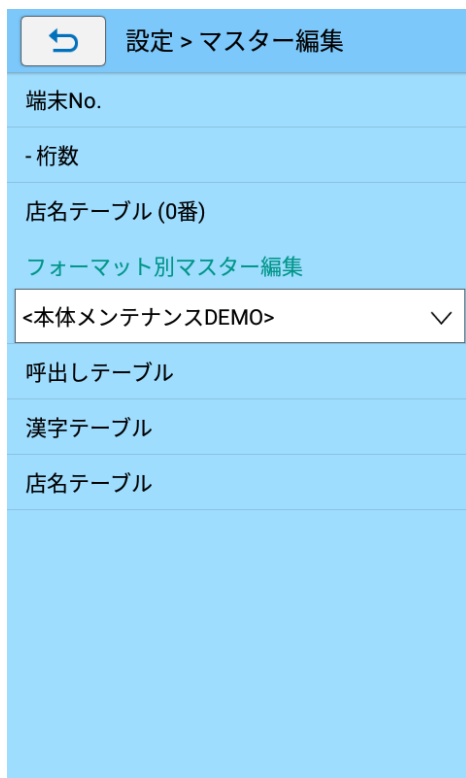 設定 > マスター編集
端末No.
- 桁数
店名テーブル (0番)
フォーマット別マスター編集
<本体メンテナンスDEMO>
呼出しテーブル
漢字テーブル
店名テーブル